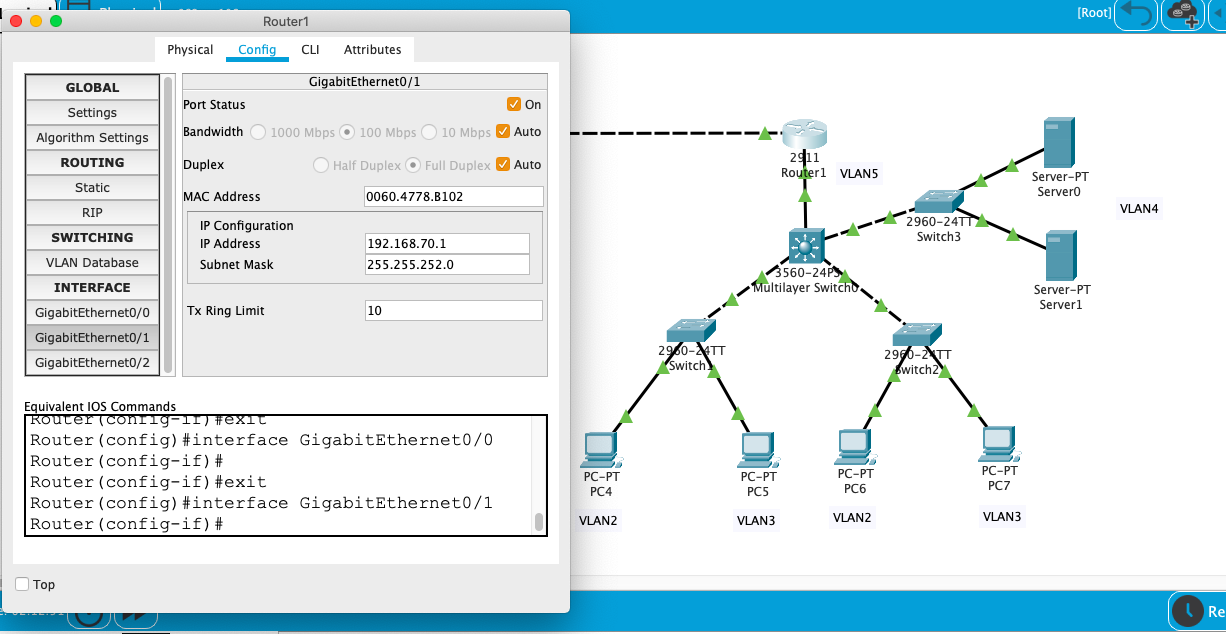 [Root]
Router1
Physical Config CLI Attributes
GLOBAL
Settings
Algorithm Settings
ROUTING
Static
RIP
SWITCHING
VLAN Database
INTERFACE
GigabitEthernet0/0
GigabitEthernet0/1
GigabitEthernet0/2
GigabitEthernet0/1
Port Status On
Bandwidth 1000 Mbps 100 Mbps 10 Mbps Auto
Duplex Half Duplex Full Duplex Auto
MAC Address 0060.4778.B102
IP Configuration
IP Address 192.168.70.1
Subnet Mask 255.255.252.0
Tx Ring Limit 10
Equivalent IOS Commands
Router(config-if)#exit
Router(config)#interface GigabitEthernet0/0
Router(config-if)#
Router(config-if)#exit
Router(config)#interface GigabitEthernet0/1
Router(config-if)#
Top
2911
Router1
VLAN5
Server-PT
Server0
VLAN4
2960-24TT
Switch3
3560-24PS
Multilayer Switch0
Server-PT
Server1
2960-24TT
Switch1
2960-24TT
Switch2
PC-PT
PC4
PC-PT
PC5
PC-PT
PC6
PC-PT
PC7
VLAN2
VLAN3
VLAN2
VLAN3
Re